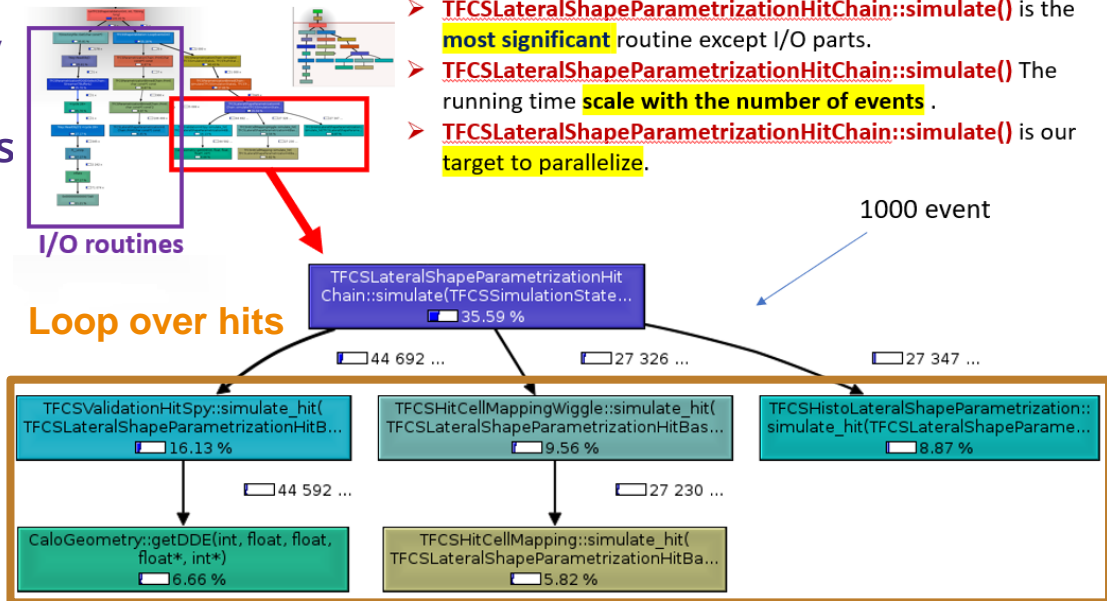 ➤ TFCSLateralShapeParametrizationHitChain::simulate() is the
most significant routine except I/O parts.
➤ TFCSLateralShapeParametrizationHitChain::simulate() The
running time scale with the number of events .
➤ TFCSLateralShapeParametrizationHitChain::simulate() is our
target to parallelize.
I/O routines
1000 event
Loop over hits
TFCSLateralShapeParametrizationHit
Chain::simulate(TFCSSimulationState...
35.59 %
44 692 ...
27 326 ...
27 347 ...
TFCSValidationHitSpy::simulate_hit(
TFCSLateralShapeParametrizationHitB...
16.13 %
TFCSHitCellMappingWiggle::simulate_hit(
TFCSLateralShapeParametrizationHitBas...
9.56 %
TFCSHistoLateralShapeParametrization::
simulate_hit(TFCSLateralShapeParame...
8.87 %
44 592 ...
27 230 ...
CaloGeometry::getDDE(int, float, float,
float*, int*)
6.66 %
TFCSHitCellMapping::simulate_hit(
TFCSLateralShapeParametrizationHitBa...
5.82 %